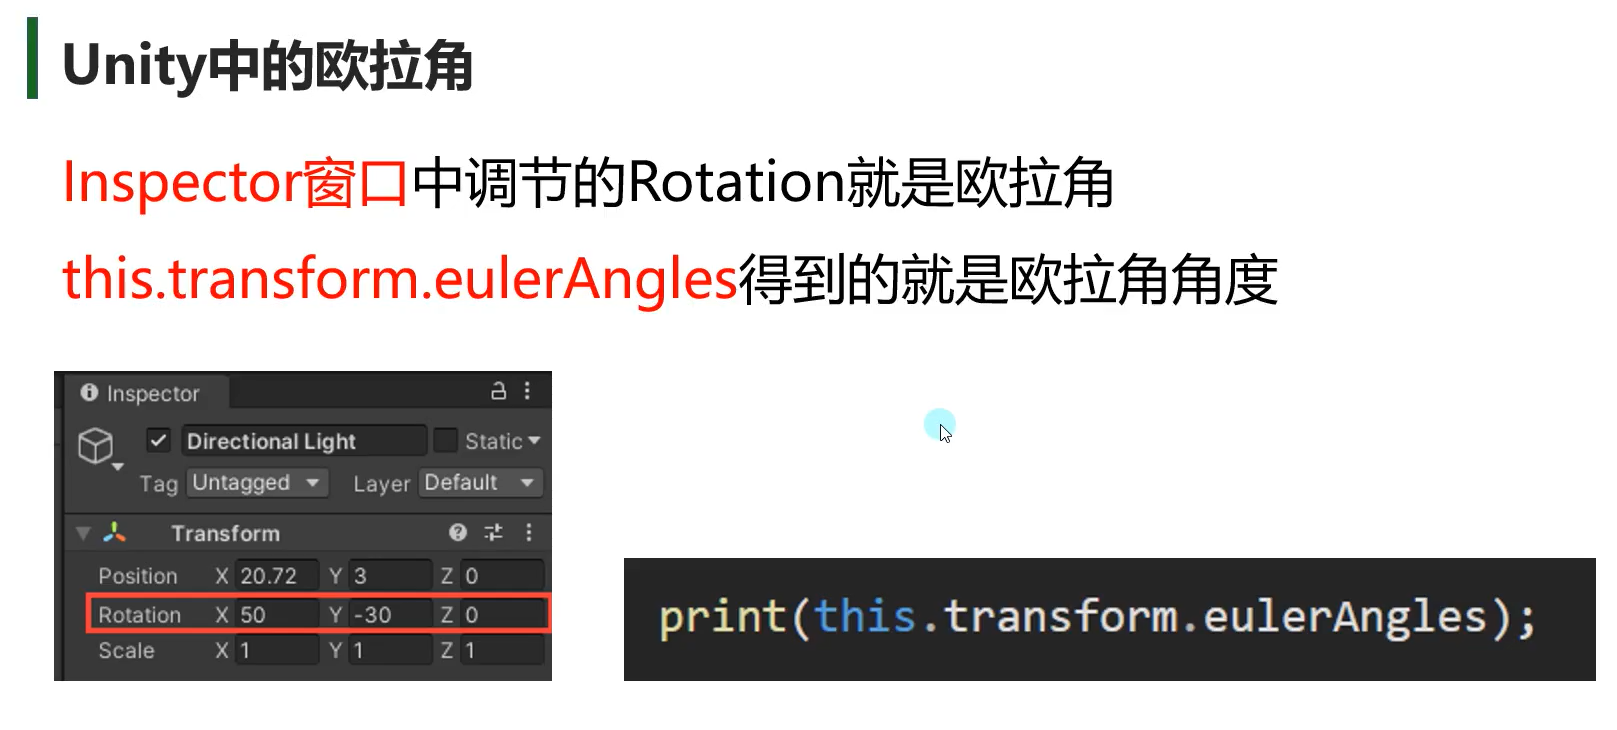 Unity中的欧拉角
Inspector窗口中调节的Rotation就是欧拉角
this.transform.eulerAngles得到的就是欧拉角角度
Inspector
Directional Light Static
Tag Untagged Layer Default
Transform
Position X 20.72 Y 3 Z 0
Rotation X 50 Y -30 Z 0
Scale X 1 Y 1 Z 1
print(this.transform.eulerAngles);